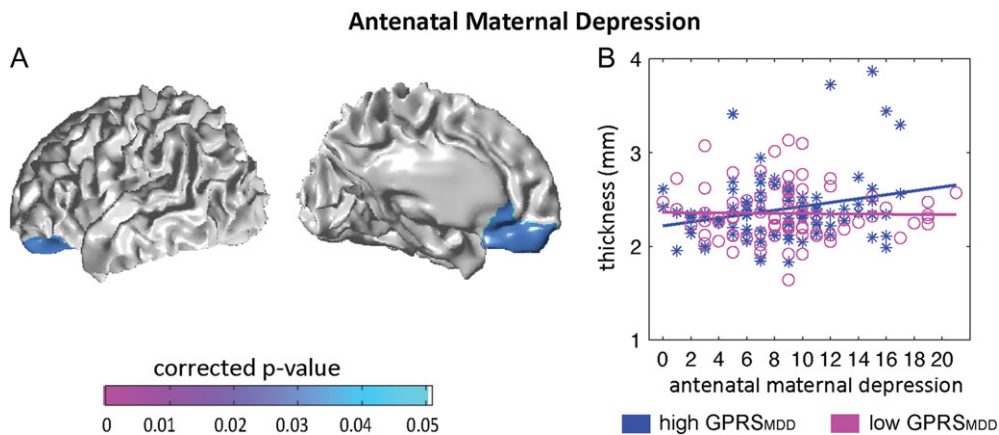 Antenatal Maternal Depression
A
B
corrected p-value
0 0.01 0.02 0.03 0.04 0.05
thickness (mm)
4
3
2
1
0 2 4 6 8 10 12 14 16 18 20
antenatal maternal depression
high GPRSMDD low GPRSMDD